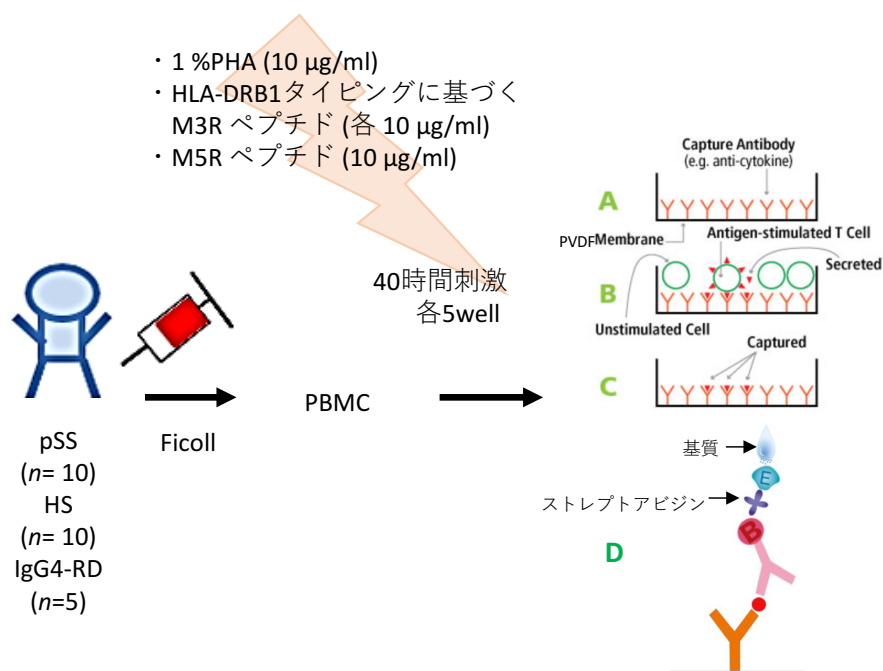 ・1 %PHA (10 µg/ml)
・HLA-DRB1タイピングに基づく
M3R ペプチド (各 10 µg/ml)
・M5R ペプチド (10 µg/ml)
40時間刺激
各5well
pSS
(n= 10)
HS
(n= 10)
IgG4-RD
(n=5)
Ficoll
PBMC
Capture Antibody
(e.g. anti-cytokine)
A
PVDFMembrane
Antigen-stimulated T Cell
Secreted
B
Unstimulated Cell
Captured
C
基質
E
ストレプトアビジン
B
D